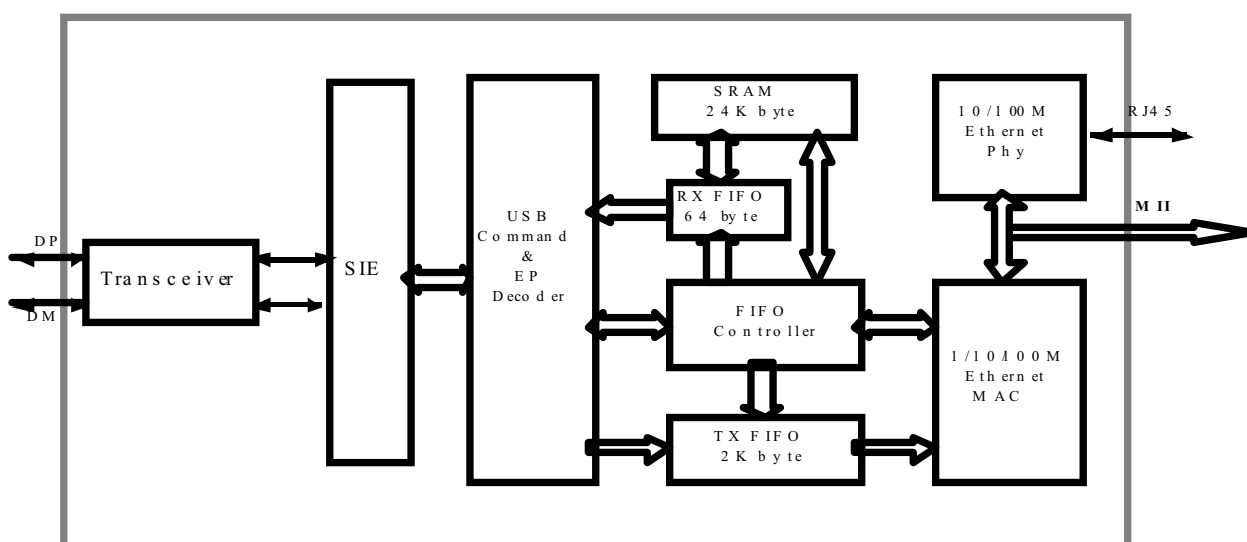 DP
DM
Transceiver
SIE
USB
Command
&
EP
Decoder
SRAM
24K byte
RX FIFO
64 byte
FIFO
Controller
TX FIFO
2K byte
10/100M
Ethernet
Phy
RJ45
MII
1/10/100M
Ethernet
MAC